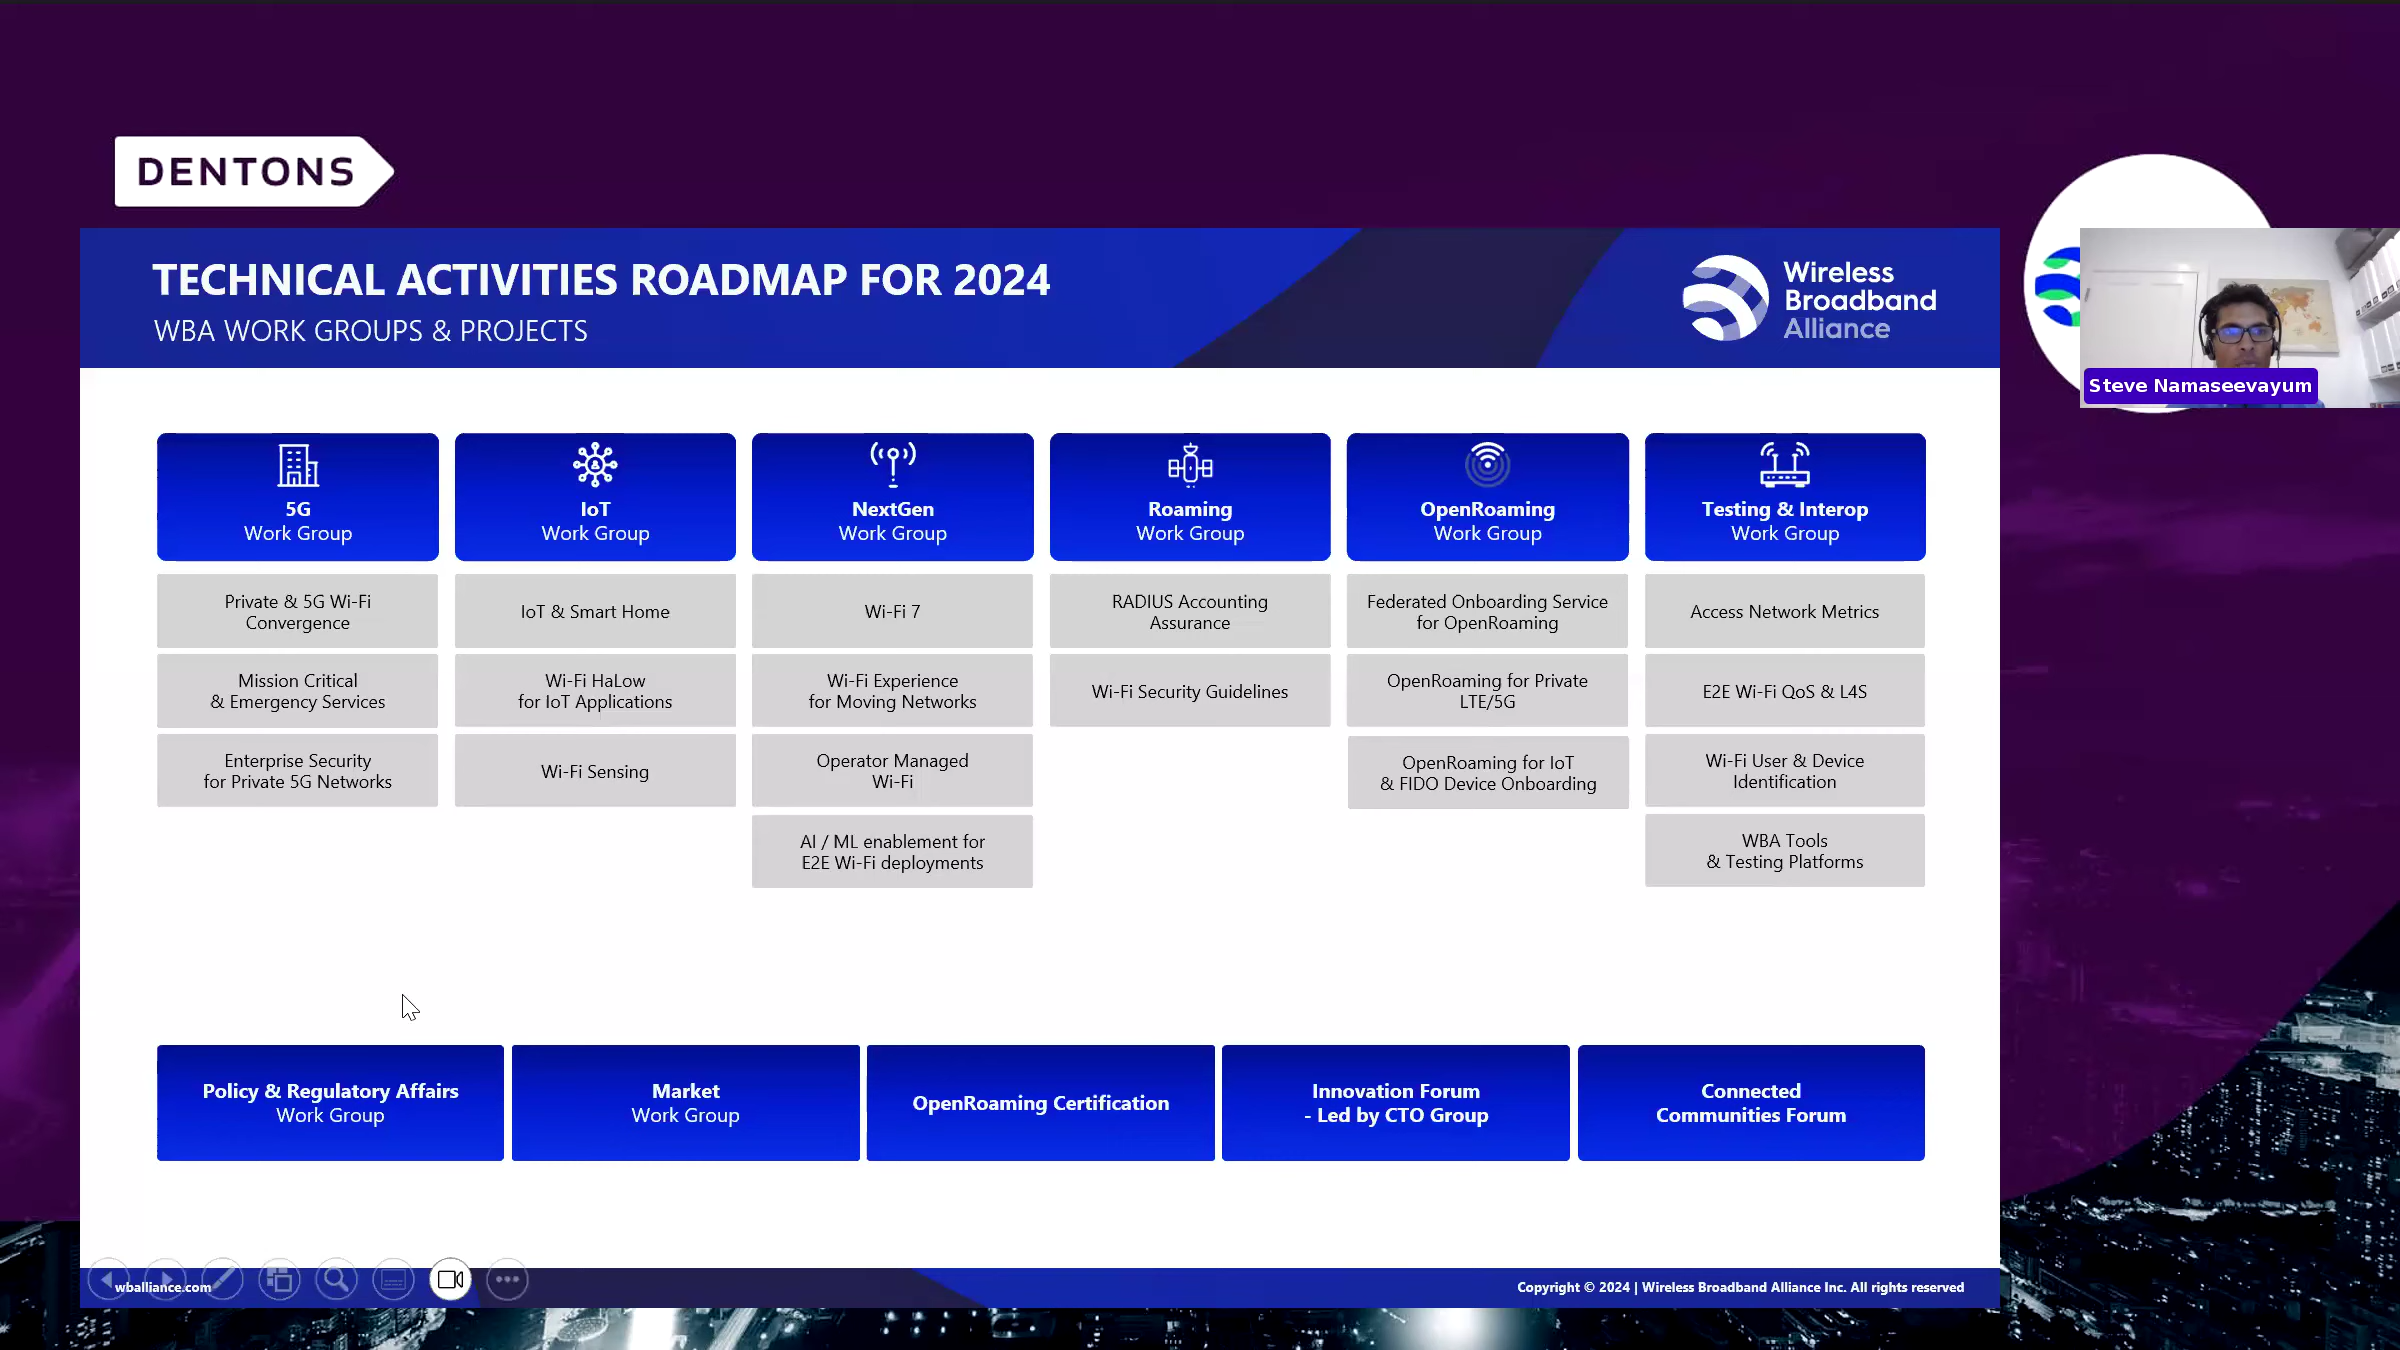 DENTONS
TECHNICAL ACTIVITIES ROADMAP FOR 2024
WBA WORK GROUPS & PROJECTS
Wireless
Broadband
Alliance
Steve Namaseevayum
5G
Work Group
Private & 5G Wi-Fi
Convergence
Mission Critical
& Emergency Services
Enterprise Security
for Private 5G Networks
IoT
Work Group
IoT & Smart Home
Wi-Fi HaLow
for IoT Applications
Wi-Fi Sensing
NextGen
Work Group
Wi-Fi 7
Wi-Fi Experience
for Moving Networks
Operator Managed
Wi-Fi
AI / ML enablement for
E2E Wi-Fi deployments
Roaming
Work Group
RADIUS Accounting
Assurance
Wi-Fi Security Guidelines
OpenRoaming
Work Group
Federated Onboarding Service
for OpenRoaming
OpenRoaming for Private
LTE/5G
OpenRoaming for IoT
& FIDO Device Onboarding
Testing & Interop
Work Group
Access Network Metrics
E2E Wi-Fi QoS & L4S
Wi-Fi User & Device
Identification
WBA Tools
& Testing Platforms
Policy & Regulatory Affairs
Work Group
Market
Work Group
OpenRoaming Certification
Innovation Forum
- Led by CTO Group
Connected
Communities Forum
wballiance.com
Copyright © 2024 | Wireless Broadband Alliance Inc. All rights reserved